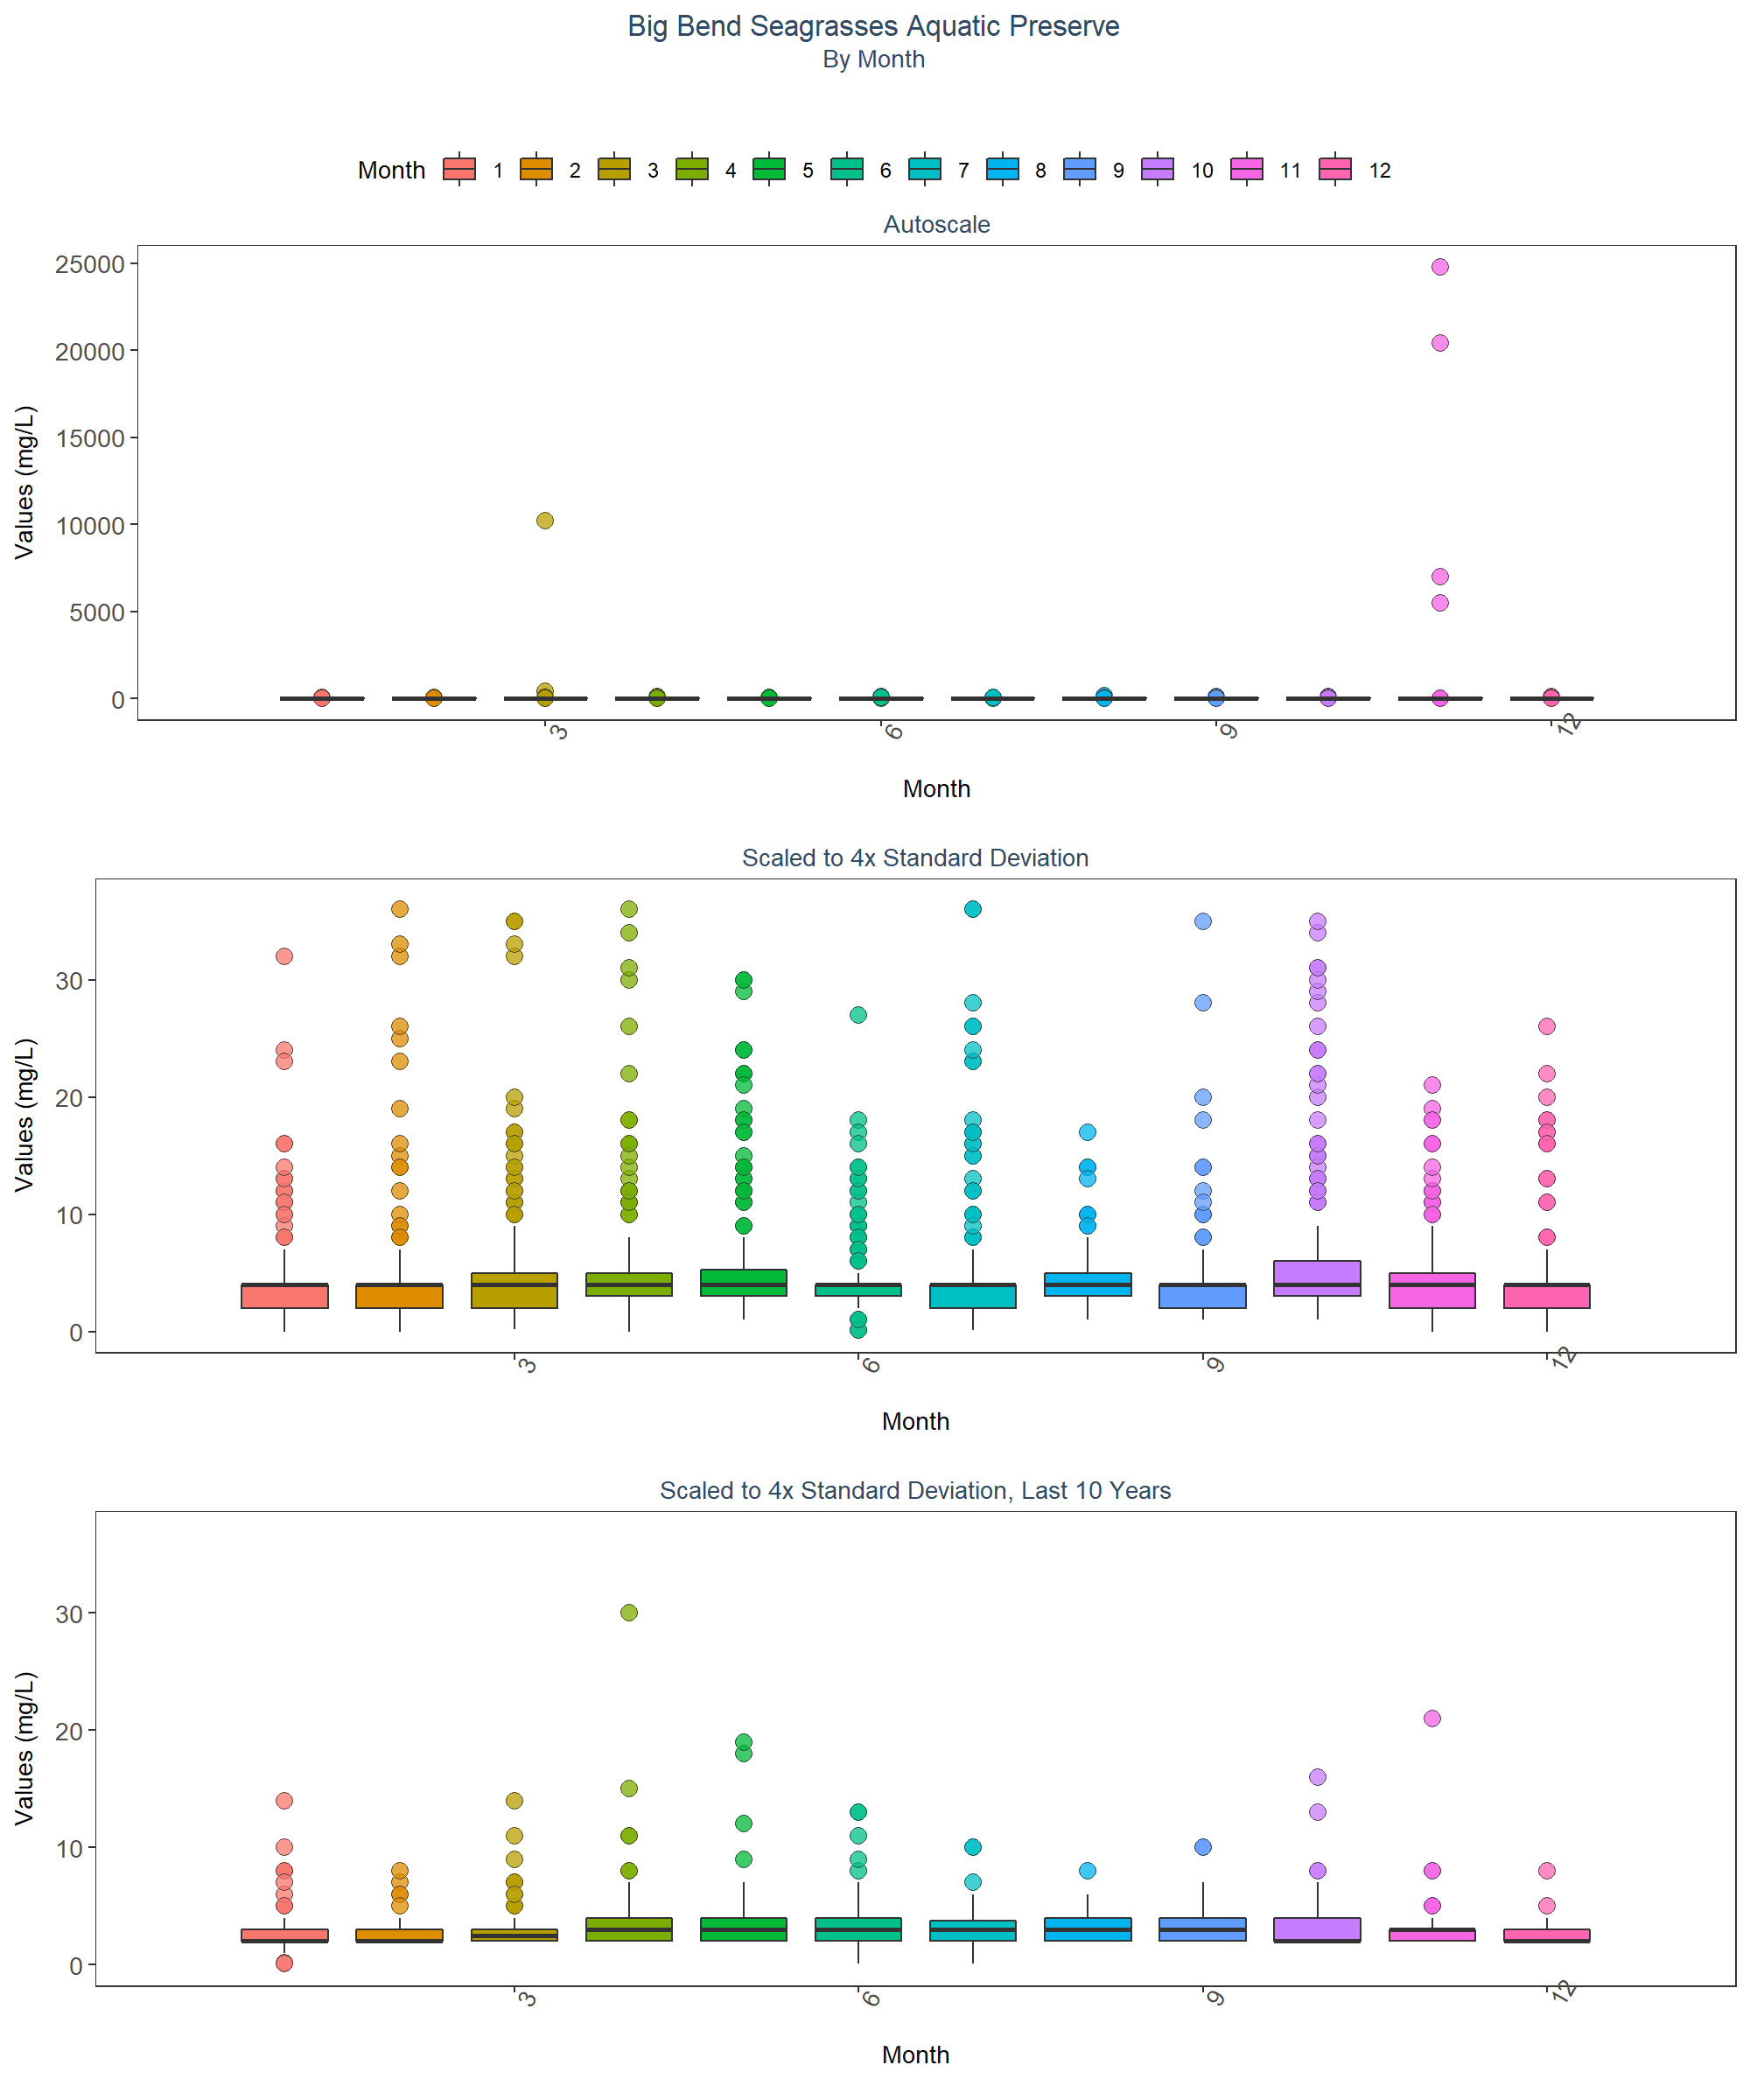 Big Bend Seagrasses Aquatic Preserve
By Month
Month 1 2 3 4 5 6 7 8 9 10 11 12
Autoscale
25000
20000
15000
10000
5000
0
Values (mg/L)
3 6 9 12
Month
Scaled to 4x Standard Deviation
30
20
10
0
Values (mg/L)
3 6 9 12
Month
Scaled to 4x Standard Deviation, Last 10 Years
30
20
10
0
Values (mg/L)
3 6 9 12
Month